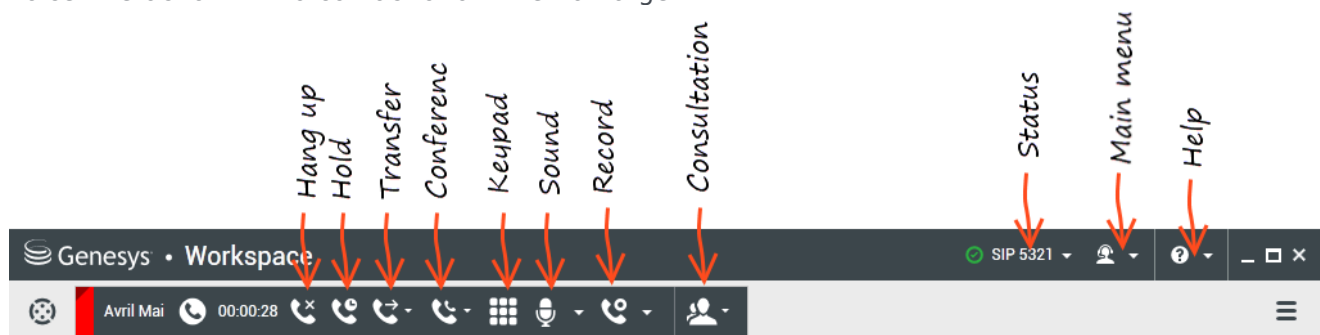 Hang up
Hold
Transfer
Conferenc
Keypad
Sound
Record
Consultation
Status
Main menu
Help
Genesys • Workspace
SIP 5321
Avril Mai 00:00:28